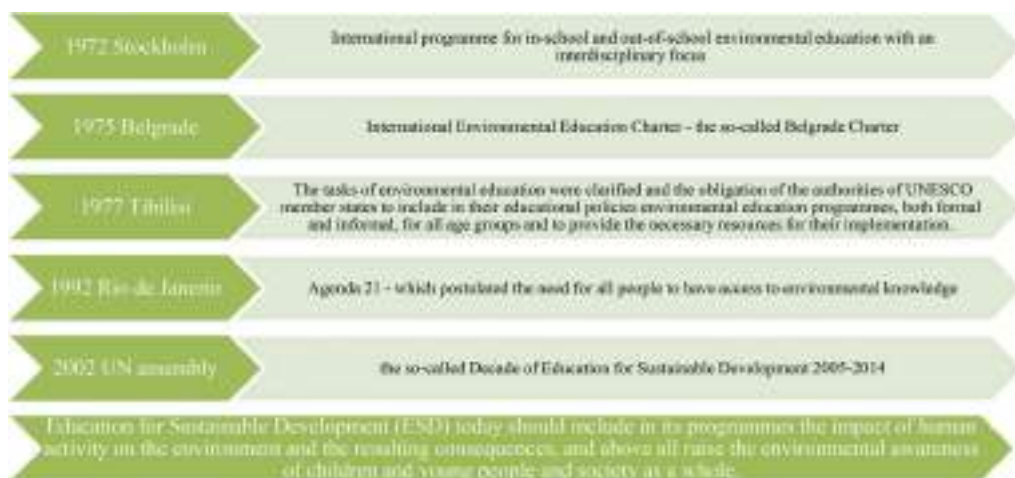 1972 Stockholm
International programme for in-school and out-of-school environmental education with an
interdisciplinary focus
1975 Belgrade
International Environmental Education Charter - the so-called Belgrade Charter
1977 Tibilisi
The tasks of environmental education were clarified and the obligation of the authorities of UNESCO
member states to include in their educational policies environmental education programmes, both formal
and informal, for all age groups and to provide the necessary resources for their implementation.
1992 Rio de Janerio
Agenda 21 - which postulated the need for all people to have access to environmental knowledge
2002 UN assembly
the so-called Decade of Education for Sustainable Development 2005-2014
Education for Sustainable Development (ESD) today should include in its programmes the impact of human
activity on the environment and the resulting consequences, and above all raise the environmental awareness
of children and young people and society as a whole.